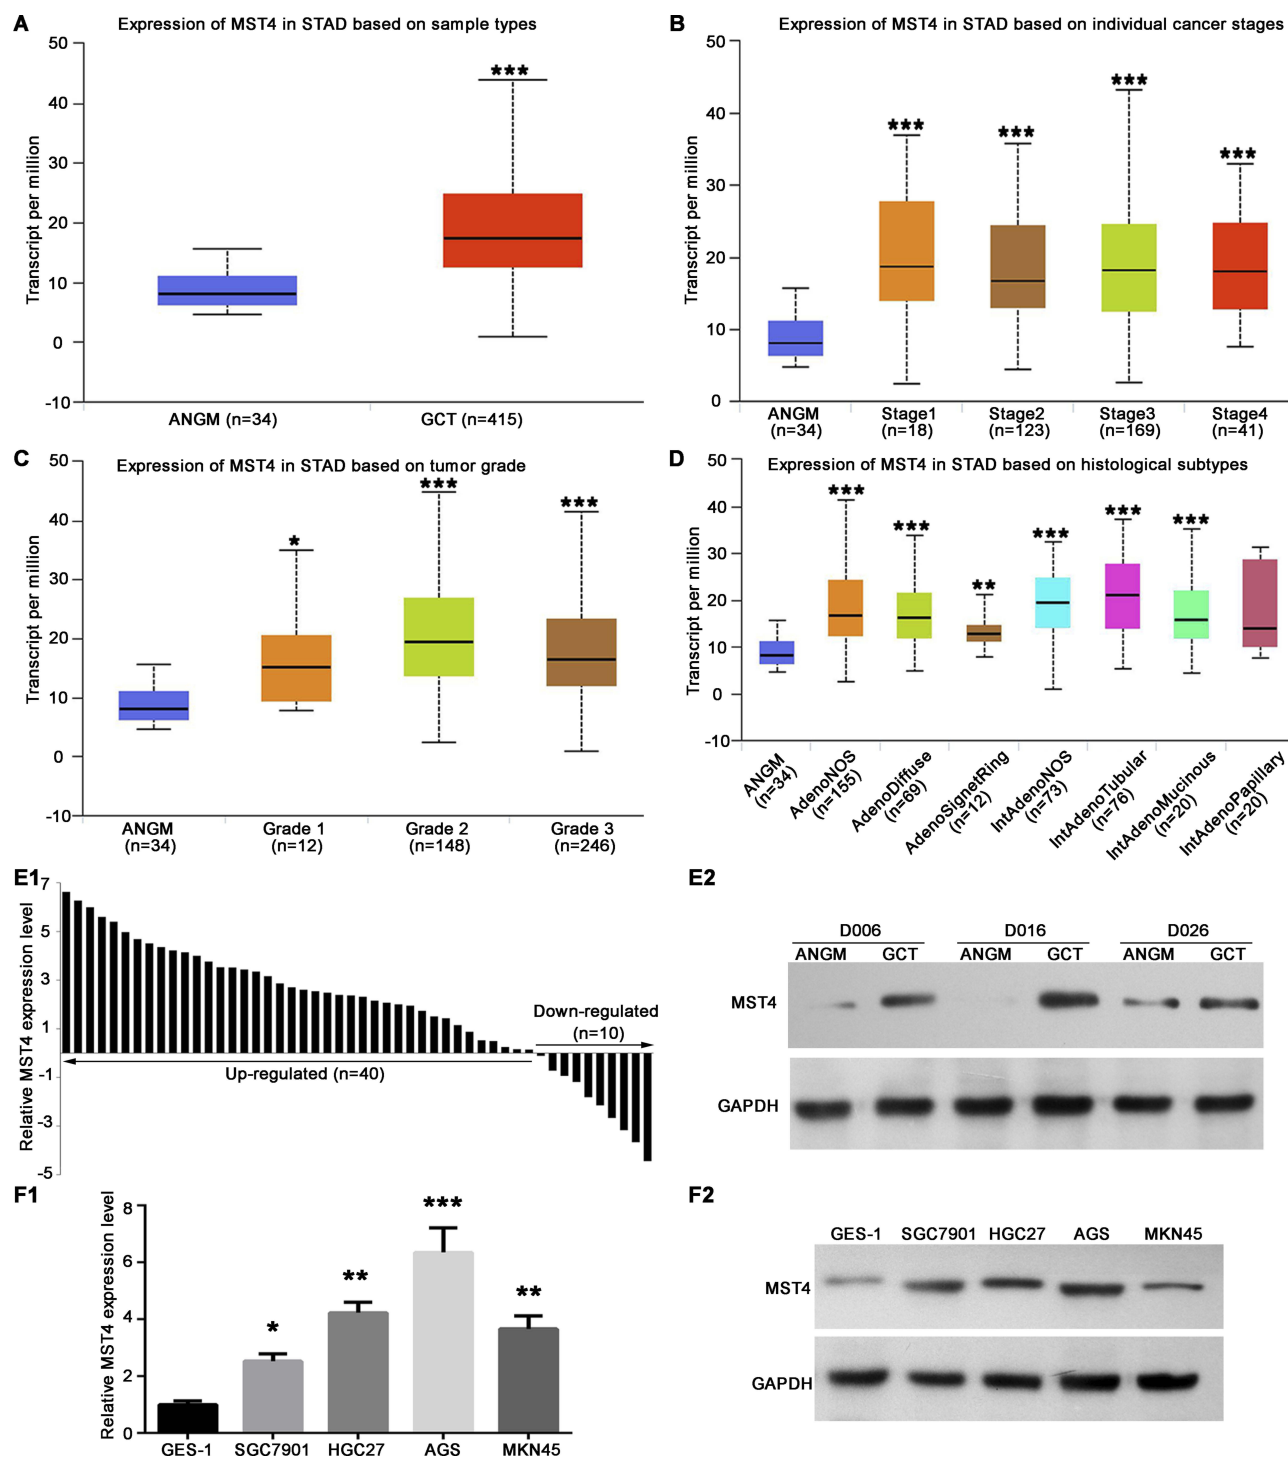 A
Expression of MST4 in STAD based on sample types
Transcript per million
50
40
30
20
10
0
-10
***
ANGM (n=34)
GCT (n=415)
B
Expression of MST4 in STAD based on individual cancer stages
Transcript per million
50
40
30
20
10
0
***
***
***
***
ANGM
(n=34)
Stage1
(n=18)
Stage2
(n=123)
Stage3
(n=169)
Stage4
(n=41)
C
Expression of MST4 in STAD based on tumor grade
Transcript per million
50
40
30
20
10
0
-10
*
***
***
ANGM
(n=34)
Grade 1
(n=12)
Grade 2
(n=148)
Grade 3
(n=246)
D
Expression of MST4 in STAD based on histological subtypes
Transcript per million
50
40
30
20
10
0
-10
***
***
**
***
***
***
ANGM
(n=34)
AdenoNOS
(n=155)
AdenoDiffuse
(n=69)
AdenoSignetRing
(n=12)
IntAdenoNOS
(n=73)
IntAdenoTubular
(n=76)
IntAdenoMucinous
(n=20)
IntAdenoPapillary
(n=20)
E1
Relative MST4 expression level
7
5
3
1
-1
-3
-5
Down-regulated
(n=10)
Up-regulated (n=40)
E2
D006
D016
D026
ANGM GCT ANGM GCT ANGM GCT
MST4
GAPDH
F1
Relative MST4 expression level
8
6
4
2
0
*
**
***
**
GES-1
SGC7901
HGC27
AGS
MKN45
F2
GES-1 SGC7901 HGC27 AGS MKN45
MST4
GAPDH